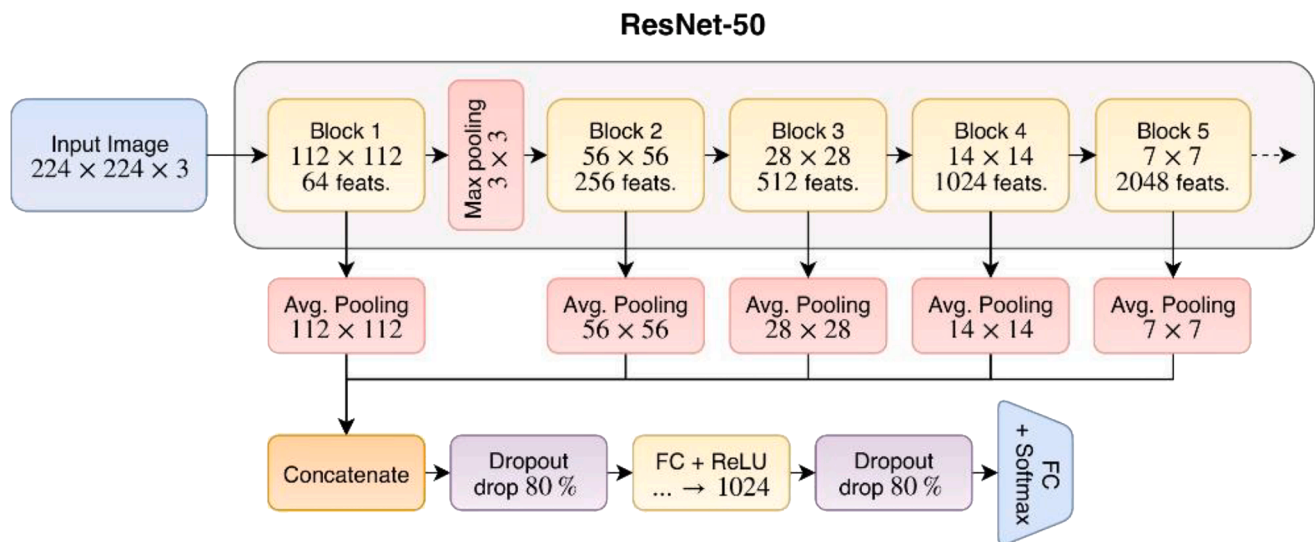 ResNet-50
Input Image
224 × 224 × 3
Block 1
112 × 112
64 feats.
Max pooling
3 × 3
Block 2
56 × 56
256 feats.
Block 3
28 × 28
512 feats.
Block 4
14 × 14
1024 feats.
Block 5
7 × 7
2048 feats.
Avg. Pooling
112 × 112
Avg. Pooling
56 × 56
Avg. Pooling
28 × 28
Avg. Pooling
14 × 14
Avg. Pooling
7 × 7
Concatenate
Dropout
drop 80 %
FC + ReLU
... → 1024
Dropout
drop 80 %
FC
+ Softmax